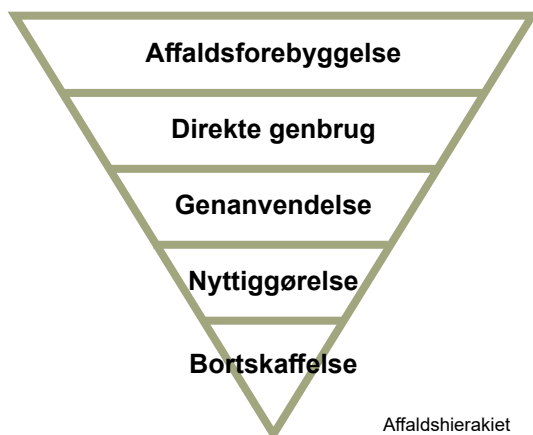 Affaldsforebyggelse
Direkte genbrug
Genanvendelse
Nyttiggørelse
Bortskaffelse
Affaldshierakiet